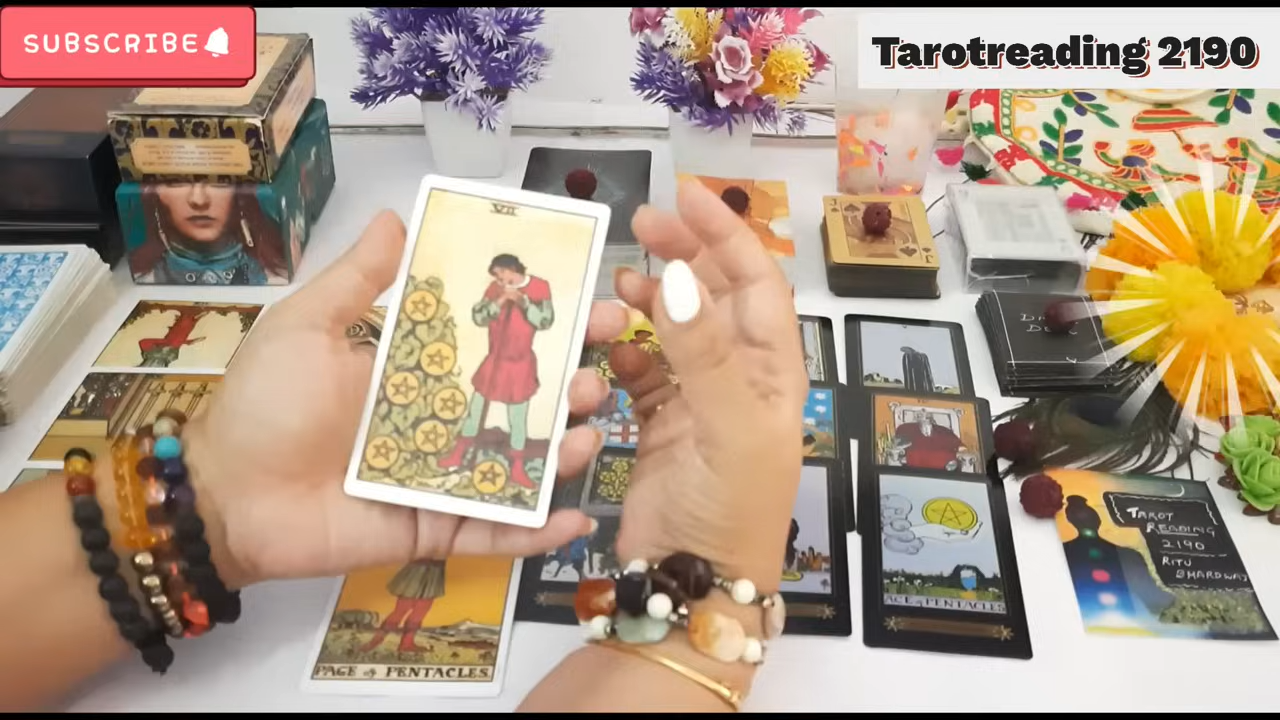 SUBSCRIBE
Tarotreading 2190
VII
J
TAROT
READING
2190
RITU
BHARDWAJ
ACE of PENTACLES
PAGE of PENTACLES